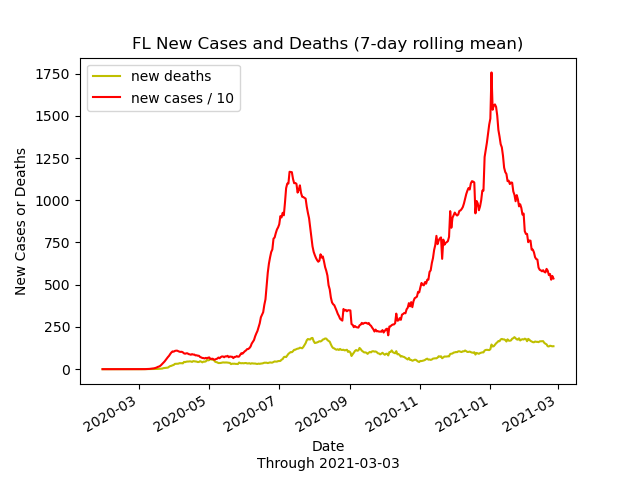 FL New Cases and Deaths (7-day rolling mean)
new deaths
new cases / 10
New Cases or Deaths
1750
1500
1250
1000
750
500
250
0
2020-03
2020-05
2020-07
2020-09
2020-11
2021-01
2021-03
Date
Through 2021-03-03